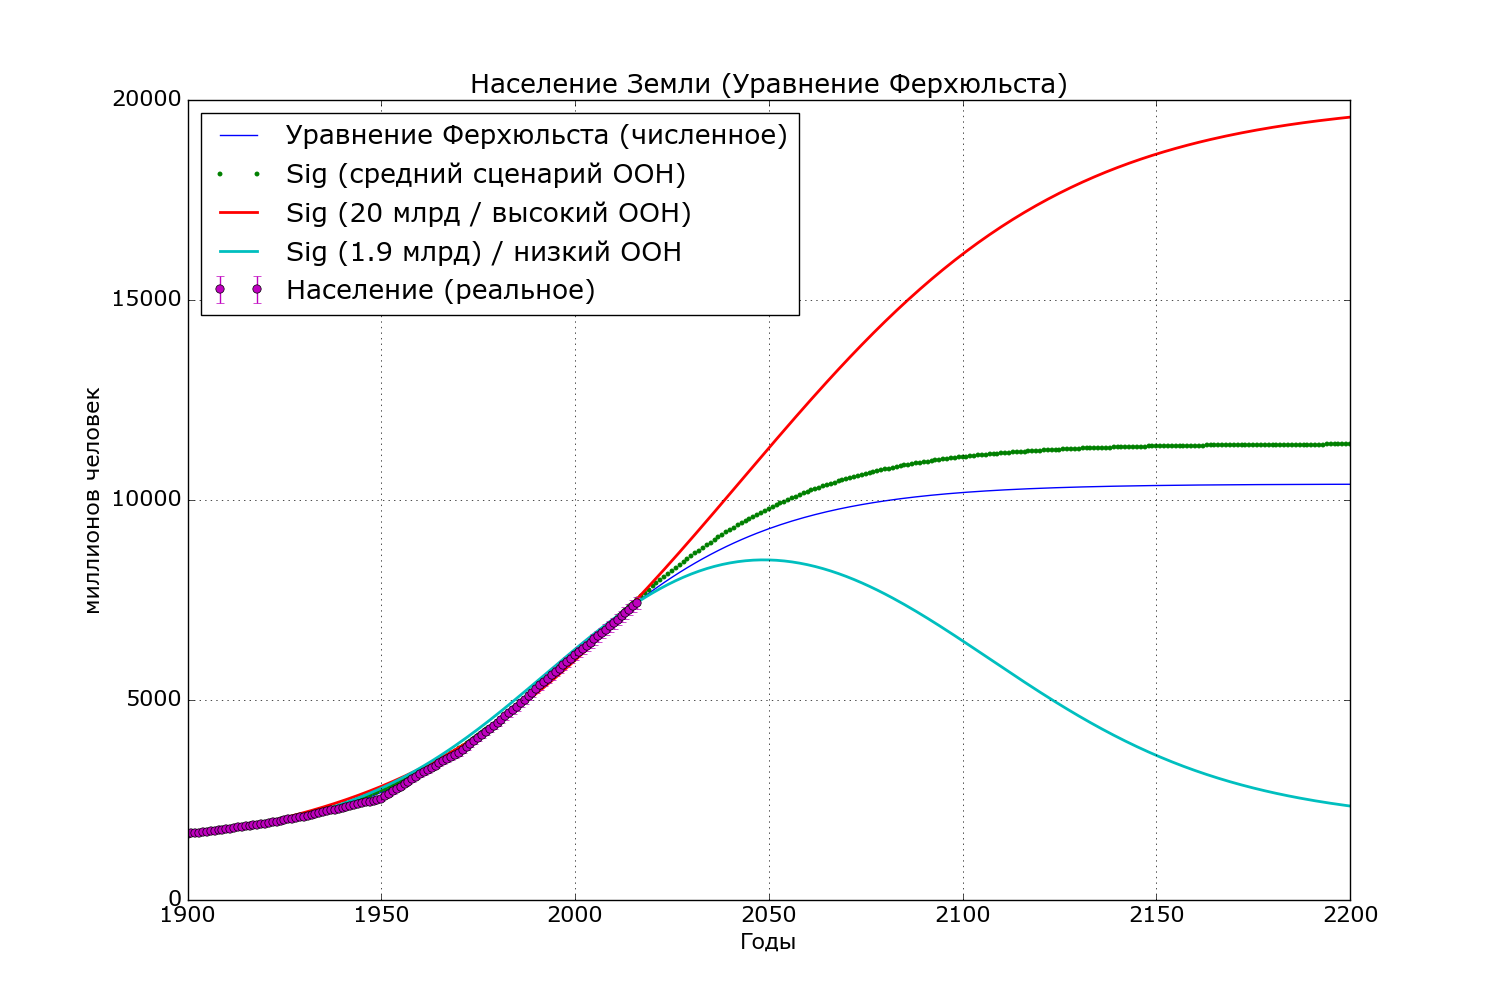 Население Земли (Уравнение Ферхюльста)
20000
15000
10000
5000
0
миллионов человек
Уравнение Ферхюльста (численное)
Sig (средний сценарий ООН)
Sig (20 млрд / высокий ООН)
Sig (1.9 млрд) / низкий ООН
Население (реальное)
1900 1950 2000 2050 2100 2150 2200
Годы